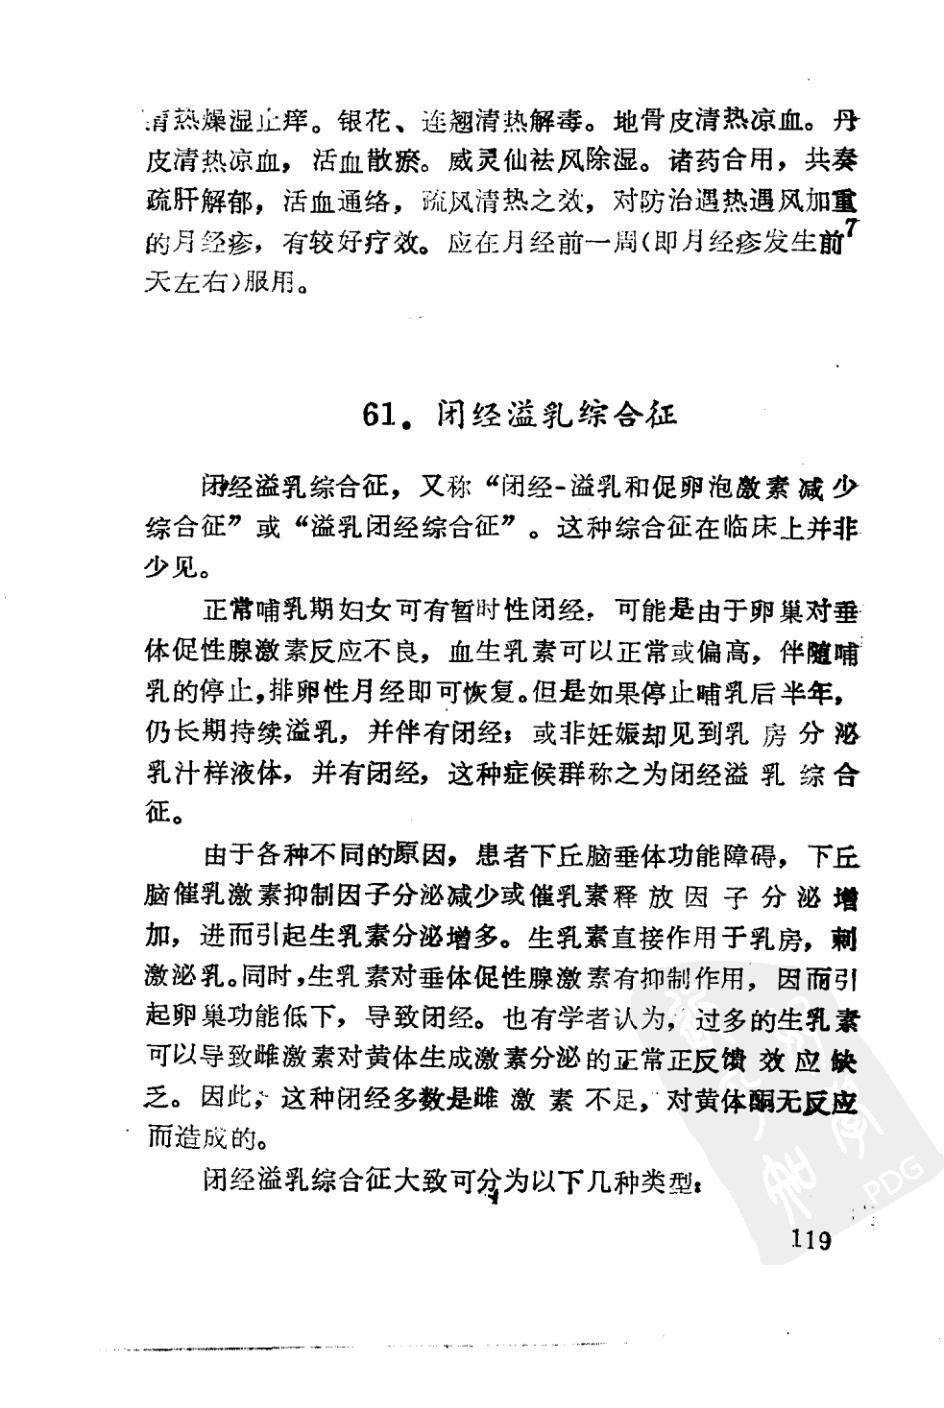 清热燥湿止痒。银花、连翘清热解毒。地骨皮清热凉血。丹
皮清热凉血，活血散瘀。威灵仙祛风除湿。诸药合用，共奏
疏肝解郁，活血通络，疏风清热之效，对防治遇热遇风加重
的月经疹，有较好疗效。应在月经前一周(即月经疹发生前7
天左右)服用。
61．闭经溢乳综合征
闭经溢乳综合征，又称“闭经-溢乳和促卵泡激素减少
综合征”或“溢乳闭经综合征”。这种综合征在临床上并非
少见。
正常哺乳期妇女可有暂时性闭经，可能是由于卵巢对垂
体促性腺激素反应不良，血生乳素可以正常或偏高，伴随哺
乳的停止，排卵性月经即可恢复。但是如果停止哺乳后半年，
仍长期持续溢乳，并伴有闭经；或非妊娠却见到乳房分泌
乳汁样液体，并有闭经，这种症候群称之为闭经溢乳综合
征。
由于各种不同的原因，患者下丘脑垂体功能障碍，下丘
脑催乳激素抑制因子分泌减少或催乳素释放因子分泌增
加，进而引起生乳素分泌增多。生乳素直接作用于乳房，刺
激泌乳。同时，生乳素对垂体促性腺激素有抑制作用，因而引
起卵巢功能低下，导致闭经。也有学者认为，过多的生乳素
可以导致雌激素对黄体生成激素分泌的正常正反馈效应缺
乏。因此，这种闭经多数是雌激素不足，对黄体酮无反应
而造成的。
闭经溢乳综合征大致可分为以下几种类型：
119
PDG